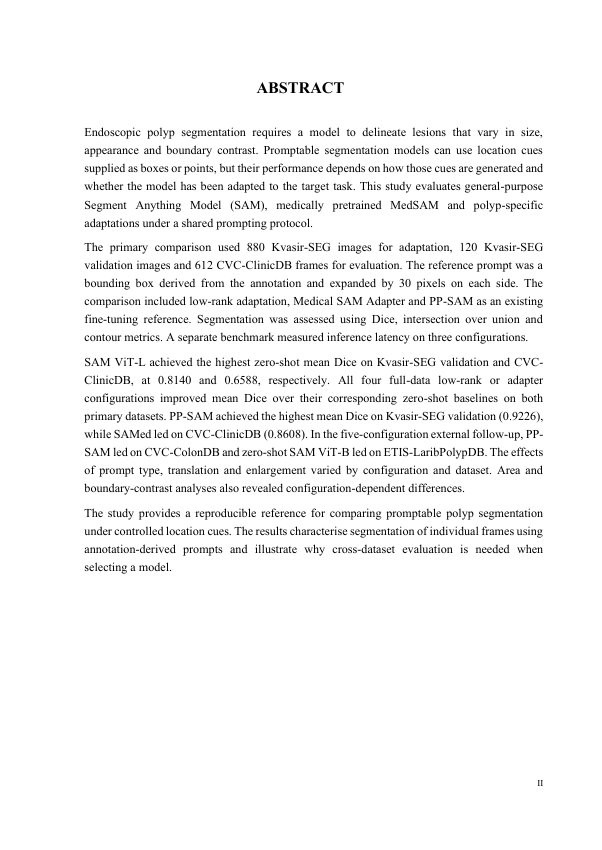 ABSTRACT
Endoscopic polyp segmentation requires a model to delineate lesions that vary in size,
appearance and boundary contrast. Promptable segmentation models can use location cues
supplied as boxes or points, but their performance depends on how those cues are generated and
whether the model has been adapted to the target task. This study evaluates general-purpose
Segment Anything Model (SAM), medically pretrained MedSAM and polyp-specific
adaptations under a shared prompting protocol.
The primary comparison used 880 Kvasir-SEG images for adaptation, 120 Kvasir-SEG
validation images and 612 CVC-ClinicDB frames for evaluation. The reference prompt was a
bounding box derived from the annotation and expanded by 30 pixels on each side. The
comparison included low-rank adaptation, Medical SAM Adapter and PP-SAM as an existing
fine-tuning reference. Segmentation was assessed using Dice, intersection over union and
contour metrics. A separate benchmark measured inference latency on three configurations.
SAM ViT-L achieved the highest zero-shot mean Dice on Kvasir-SEG validation and CVC-
ClinicDB, at 0.8140 and 0.6588, respectively. All four full-data low-rank or adapter
configurations improved mean Dice over their corresponding zero-shot baselines on both
primary datasets. PP-SAM achieved the highest mean Dice on Kvasir-SEG validation (0.9226),
while SAMed led on CVC-ClinicDB (0.8608). In the five-configuration external follow-up, PP-
SAM led on CVC-ColonDB and zero-shot SAM ViT-B led on ETIS-LaribPolypDB. The effects
of prompt type, translation and enlargement varied by configuration and dataset. Area and
boundary-contrast analyses also revealed configuration-dependent differences.
The study provides a reproducible reference for comparing promptable polyp segmentation
under controlled location cues. The results characterise segmentation of individual frames using
annotation-derived prompts and illustrate why cross-dataset evaluation is needed when
selecting a model.
II